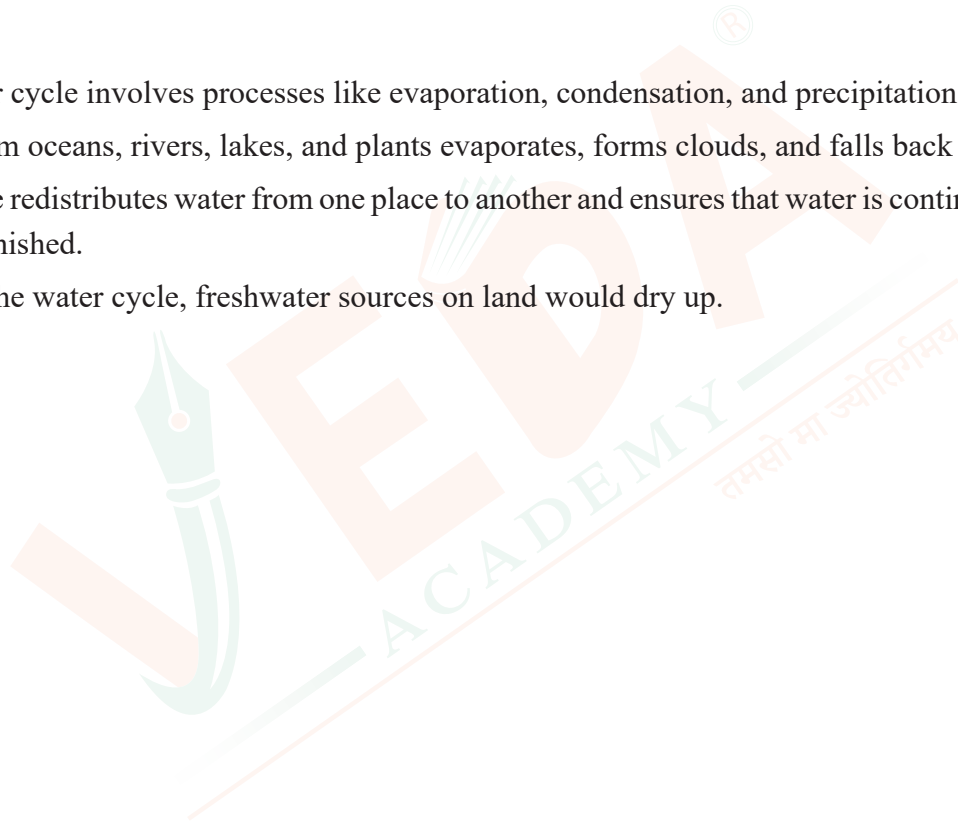 r cycle involves processes like evaporation, condensation, and precipitation.
m oceans, rivers, lakes, and plants evaporates, forms clouds, and falls back
e redistributes water from one place to another and ensures that water is contin
nished.
he water cycle, freshwater sources on land would dry up.
VEDA
®
ACADEMY
तमसो मा ज्योतिर्गमय